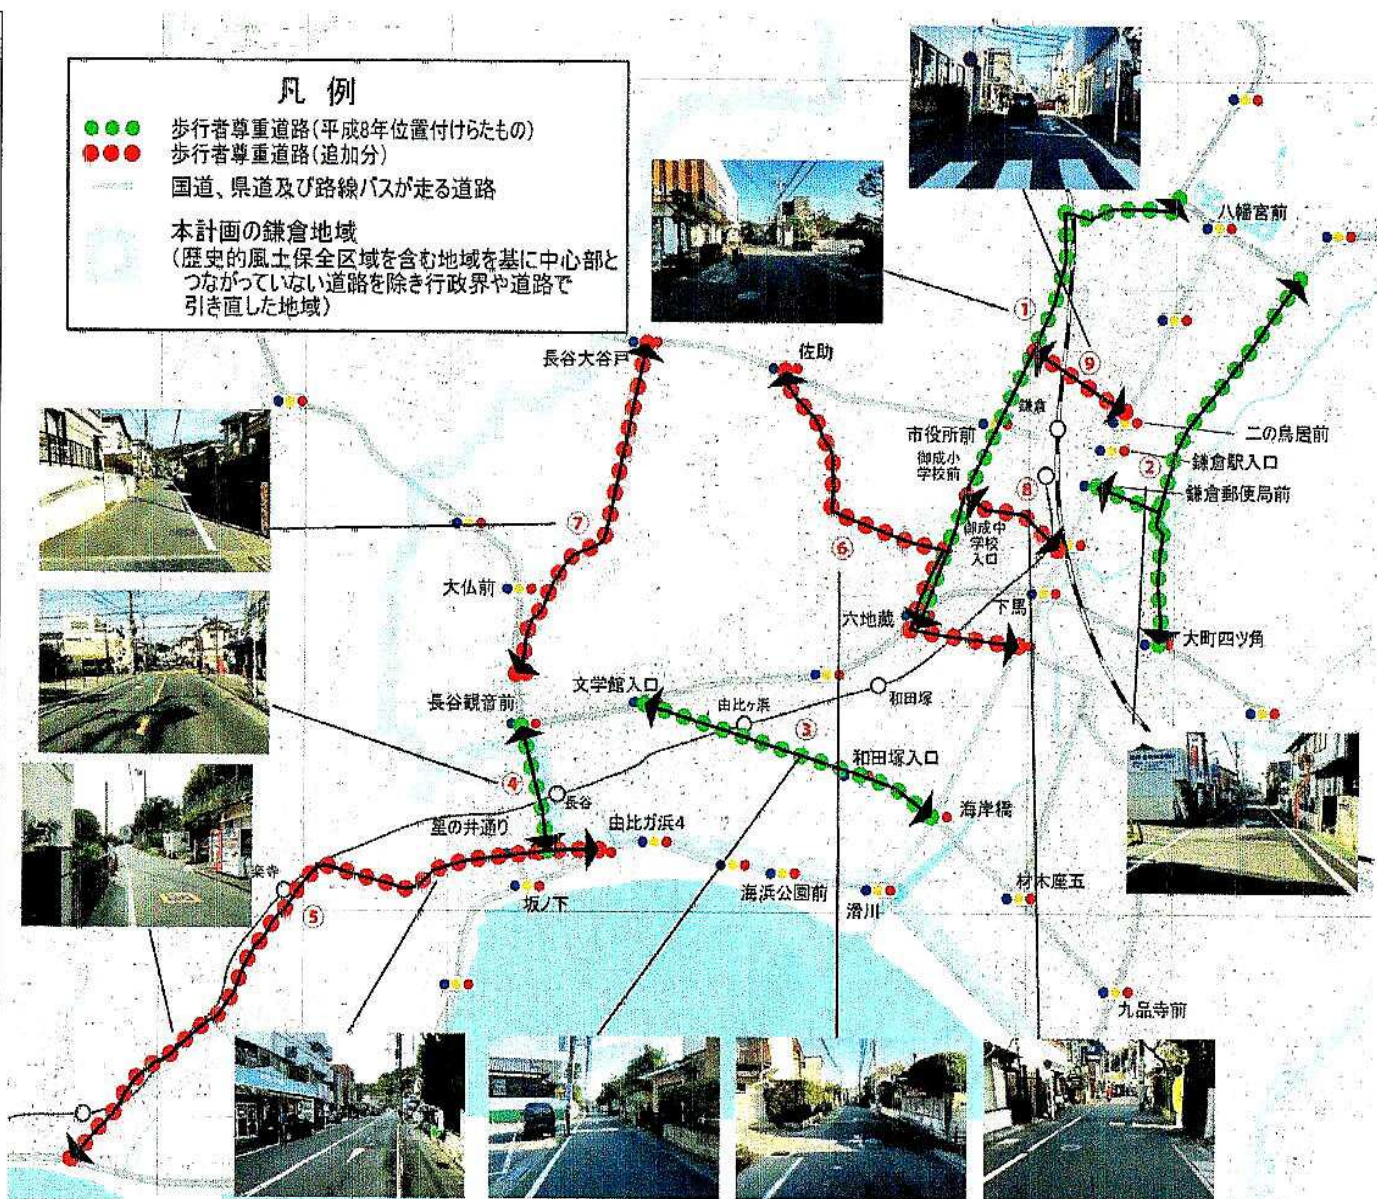 凡 例
歩行者尊重道路(平成8年位置付けらたもの)
歩行者尊重道路(追加分)
国道、県道及び路線バスが走る道路
本計画の鎌倉地域
(歴史的風土保全区域を含む地域を基に中心部と
つながっていない道路を除き行政界や道路で
引き直した地域)
八幡宮前
①
長谷大谷戸
佐助
⑨
鎌倉
市役所前
二の鳥居前
御成小
学校前
②
鎌倉駅入口
⑧
鎌倉郵便局前
⑦
御成中
学校
入口
⑥
大仏前
六地蔵
下馬
大町四ツ角
文学館入口
和田塚
長谷観音前
由比ヶ浜
③
和田塚入口
④
長谷
海岸橋
星の井通り
由比ガ浜4
楽寺
坂ノ下
海浜公園前
滑川
材木座五
⑤
九品寺前